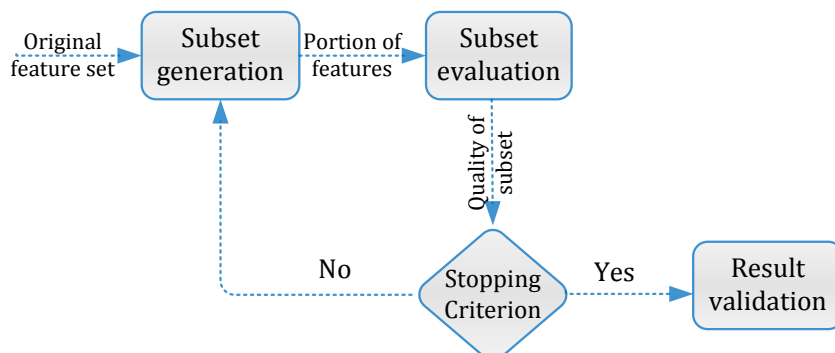 Original
feature set
Subset
generation
Portion of
features
Subset
evaluation
Quality of
subset
Stopping
Criterion
No
Yes
Result
validation